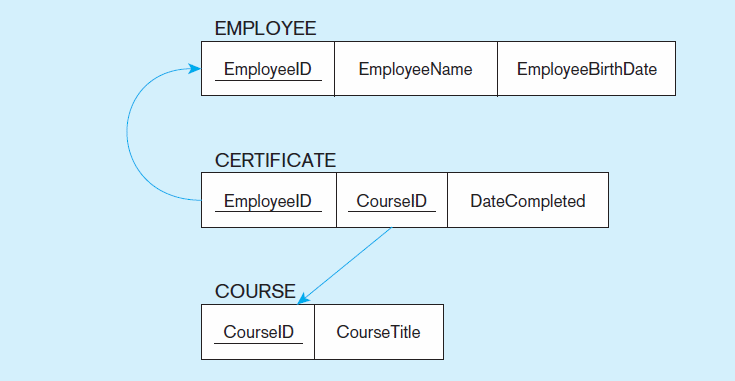 EMPLOYEE
EmployeeID EmployeeName EmployeeBirthDate
CERTIFICATE
EmployeeID CourseID DateCompleted
COURSE
CourseID CourseTitle